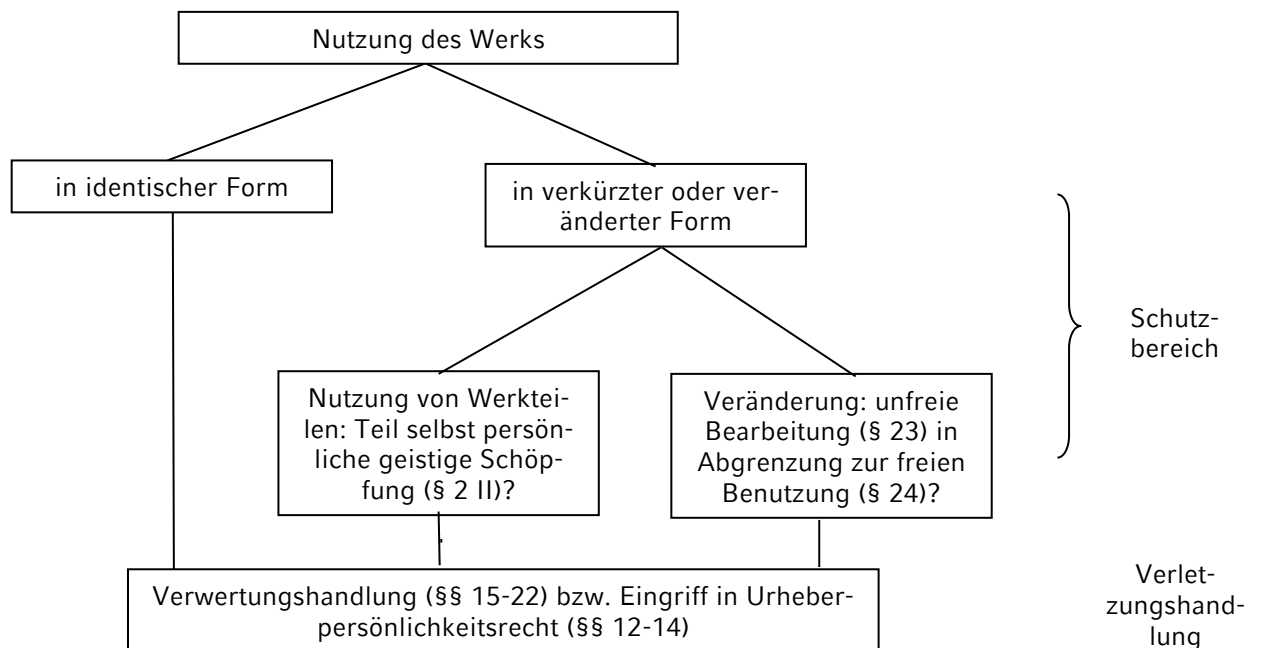 Nutzung des Werks
in identischer Form
in verkürzter oder ver-
änderter Form
Schutz-
bereich
Nutzung von Werktei-
len: Teil selbst persön-
liche geistige Schöp-
fung (§ 2 II)?
Veränderung: unfreie
Bearbeitung (§ 23) in
Abgrenzung zur freien
Benutzung (§ 24)?
Verwertungshandlung (§§ 15-22) bzw. Eingriff in Urheber-
persönlichkeitsrecht (§§ 12-14)
Verlet-
zungshand-
lung